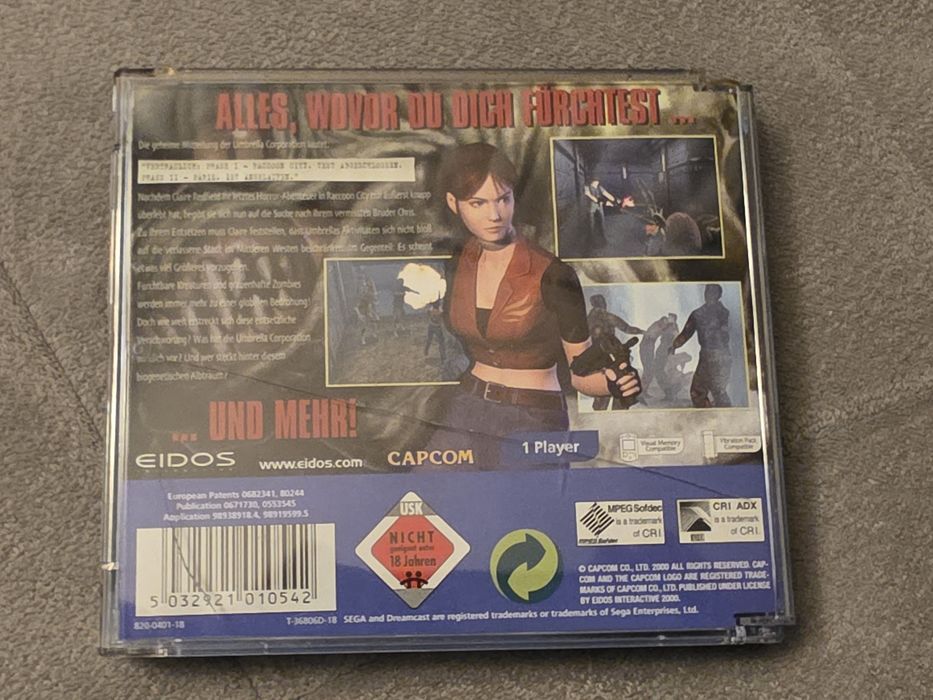 ALLES, WOVOR DU DICH FÜRCHTEST ...
Die geheime Mitteilung der Umbrella Corporation lautet:
"VERTRAULICH: PHASE I - RACCOON CITY. TEST ABGESCHLOSSEN.
PHASE II - PARIS. IST ANGELAUFEN."
Nachdem Claire Redfield ihr letztes Horror-Abenteuer in Raccoon City nur äußerst knapp
überlebt hat, begibt sie sich nun auf die Suche nach ihrem vermissten Bruder Chris.
Zu ihrem Entsetzen muss Claire feststellen, dass Umbrellas Aktivitäten sich nicht bloß
auf die verlassene Stadt im Mittleren Westen beschränken. Im Gegenteil: Es scheint
etwas viel Größeres vorzugehen.
Furchtbare Kreaturen und grauenhafte Zombies
werden immer mehr zu einer globalen Bedrohung!
Doch wie weit erstreckt sich diese entsetzliche
Verschwörung? Was hat die Umbrella Corporation
wirklich vor? Und wer steckt hinter diesem
biogenetischen Albtraum?
... UND MEHR!
EIDOS
www.eidos.com
CAPCOM
1 Player
Visual Memory
Compatible
Vibration Pack
Compatible
European Patents 0682341, 80244
Publication 0671730, 0553545
Application 98938918.4, 98919599.5
5 032921 010542
820-0401-18
T-36806D-18
USK
NICHT
geeignet unter
18 Jahren
MPEG Sofdec
is a trademark
of CRI
MPEG Sofdec
CRI ADX
is a trademark
of CRI
© CAPCOM CO., LTD. 2000 ALL RIGHTS RESERVED. CAP-
COM AND THE CAPCOM LOGO ARE REGISTERED TRADE-
MARKS OF CAPCOM CO., LTD. PUBLISHED UNDER LICENSE
BY EIDOS INTERACTIVE 2000.
SEGA and Dreamcast are registered trademarks or trademarks of Sega Enterprises, Ltd.